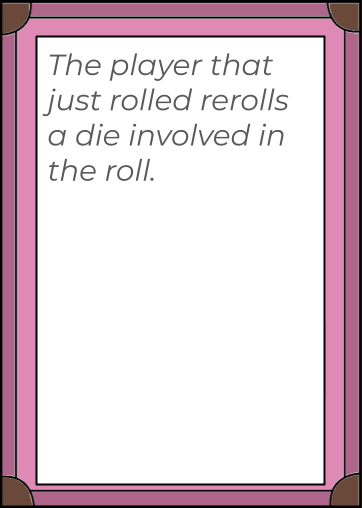 The player that
just rolled rerolls
a die involved in
the roll.